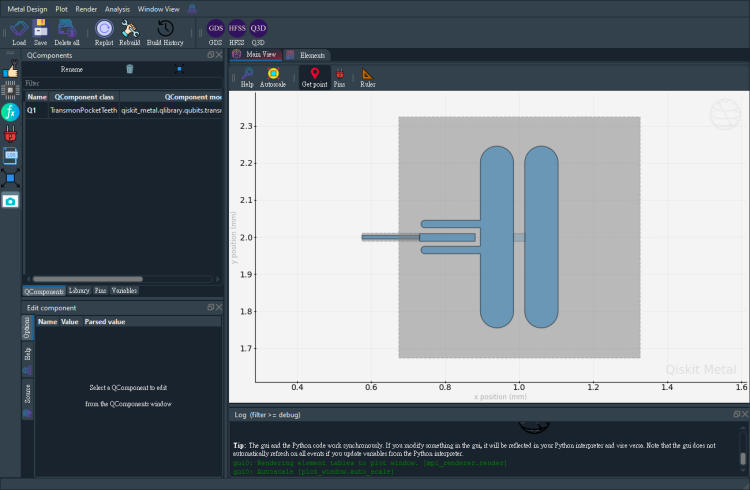 Metal Design Plot Render Analysis Window View
GDS HFSS Q3D
Load Save Delete all Replot Rebuild Build History GDS HFSS Q3D
QComponents
Rename
Filter
Name QComponent class QComponent mod
Q1 TransmonPocketTeeth qiskit_metal.qlibrary.qubits.transm
QComponents Library Pins Variables
Edit component
Options
Help
Source
Name Value Parsed value
Select a QComponent to edit
from the QComponents window
Main View Elements
Help Autoscale Get point Pins Ruler
2.3
2.2
2.1
2.0
1.9
1.8
1.7
y position (mm)
Qiskit Metal
0.4 0.6 0.8 1.0 1.2 1.4 1.6
x position (mm)
Log (filter >= debug)
Tip: The gui and the Python code work synchronously. If you modify something in the gui, it will be reflected in your Python interpreter and vice verse. Note that the gui does not
automatically refresh on all events if you update variables from the Python interpreter.
gui0: Rendering element tables to plot window. [mpl_renderer.render]
gui0: Autoscale [plot_window.auto_scale]